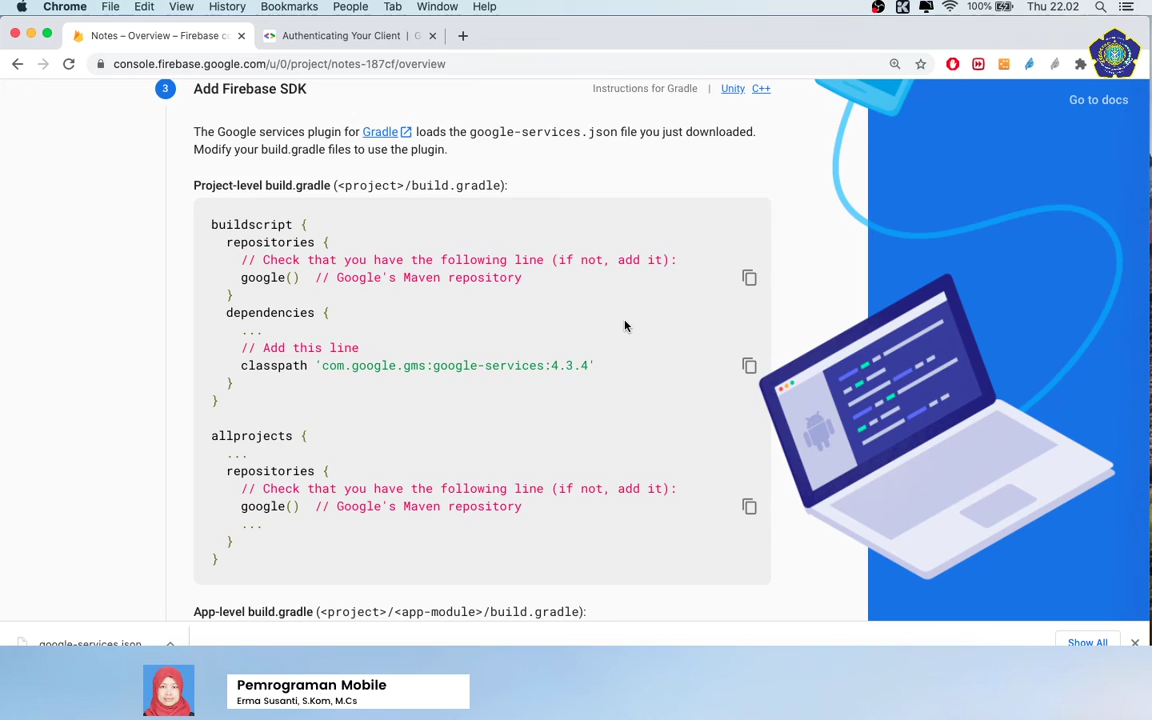 Chrome File Edit View History Bookmarks People Tab Window Help 100% Thu 22.02
Notes – Overview – Firebase co
Authenticating Your Client | G
console.firebase.google.com/u/0/project/notes-187cf/overview
3 Add Firebase SDK
Instructions for Gradle | Unity C++
Go to docs
The Google services plugin for Gradle loads the google-services.json file you just downloaded.
Modify your build.gradle files to use the plugin.
Project-level build.gradle (<project>/build.gradle):
buildscript {
repositories {
// Check that you have the following line (if not, add it):
google() // Google's Maven repository
}
dependencies {
...
// Add this line
classpath 'com.google.gms:google-services:4.3.4'
}
}
allprojects {
...
repositories {
// Check that you have the following line (if not, add it):
google() // Google's Maven repository
...
}
}
App-level build.gradle (<project>/<app-module>/build.gradle):
google-services.json
Show All
Pemrograman Mobile
Erma Susanti, S.Kom, M.Cs